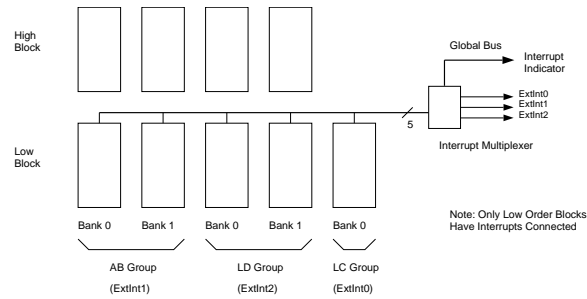 High
Block
Global Bus
Interrupt
Indicator
ExtInt0
ExtInt1
ExtInt2
5
Interrupt Multiplexer
Low
Block
Bank 0
Bank 1
Bank 0
Bank 1
Bank 0
Note: Only Low Order Blocks
Have Interrupts Connected
AB Group
(ExtInt1)
LD Group
(ExtInt2)
LC Group
(ExtInt0)